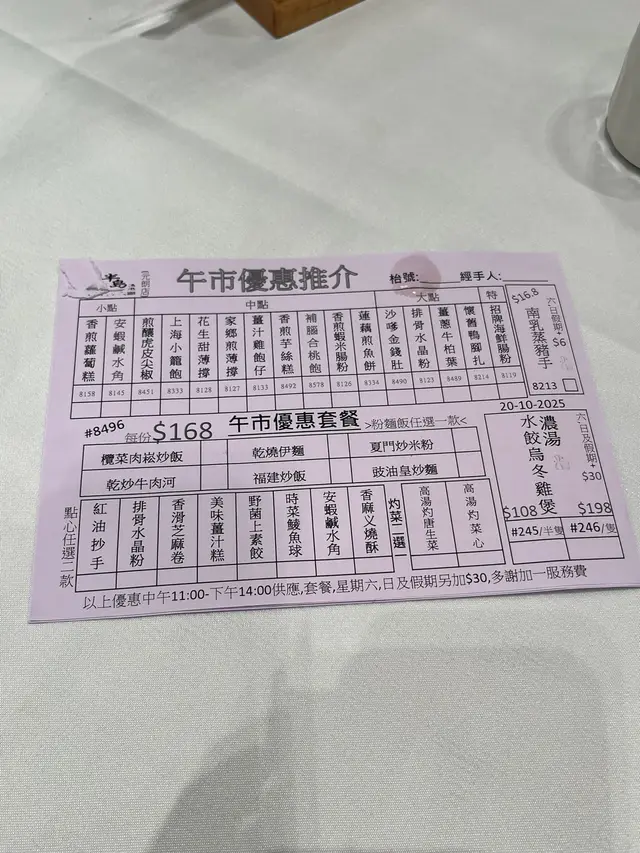 半島
(元朗店)
午市優惠推介
枱號:
經手人:
小點
中點
大點
特
香煎蘿蔔糕
安蝦鹹水角
煎釀虎皮尖椒
上海小籠飽
花生甜薄撐
家鄉煎薄撐
薑汁雞飽仔
香煎芋絲糕
補腦合桃飽
香煎蝦米腸粉
蓮藕煎魚餅
沙嗲金錢肚
排骨水晶粉
薑蔥牛柏葉
懷舊鴨腳扎
招牌海鮮腸粉
8158
8145
8451
8333
8128
8127
8133
8492
8578
8126
8334
8490
8123
8489
8214
8119
$16.8
南乳蒸豬手
六日假期+$6
8213
#8496
每份$168
午市優惠套餐
>粉麵飯任選一款<
欖菜肉崧炒飯
乾燒伊麵
夏門炒米粉
乾炒牛肉河
福建炒飯
豉油皇炒麵
點心任選二款
紅油抄手
排骨水晶粉
香滑芝麻卷
美味薑汁糕
野菌上素餃
時菜鯪魚球
安蝦鹹水角
香麻义燒酥
灼菜二選一
高湯灼唐生菜
高湯灼菜心
20-10-2025
濃湯
水餃烏冬雞煲
六日及假期+$30
$108
$198
#245/半隻
#246/隻
以上優惠中午11:00-下午14:00供應,套餐,星期六,日及假期另加$30,多謝加一服務費